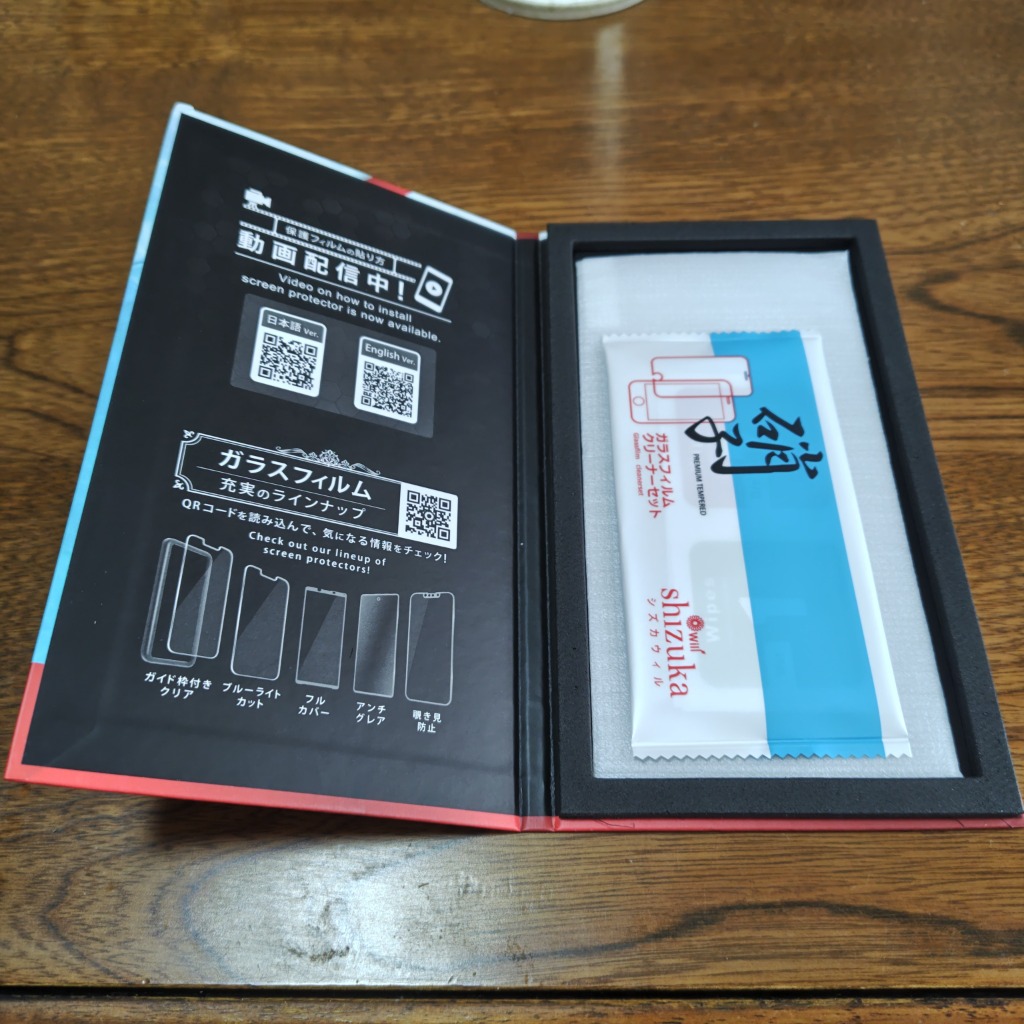 保護フィルムの貼り方
動画配信中!
Video on how to install
screen protector is now available.
日本語 Ver.
English Ver.
ガラスフィルム
充実のラインナップ
QRコードを読み込んで、気になる情報をチェック!
Check out our lineup of
screen protectors!
ガイド枠付き
クリア
ブルーライト
カット
フル
カバー
アンチ
グレア
覗き見
防止
PREMIUM TEMPERED
ガラスフィルム
クリーナーセット
Glassfilm cleanerset
shizuka
will
シズカウィル
Wipes